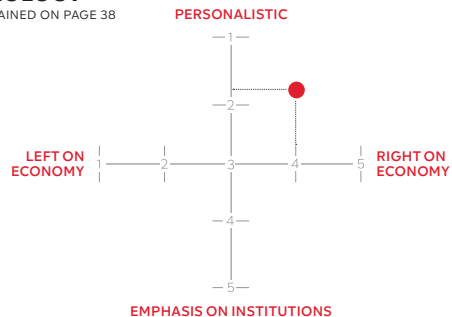 AINED ON PAGE 38
PERSONALISTIC
1
2
LEFT ON
ECONOMY
1
2
3
4
5
RIGHT ON
ECONOMY
4
5
EMPHASIS ON INSTITUTIONS